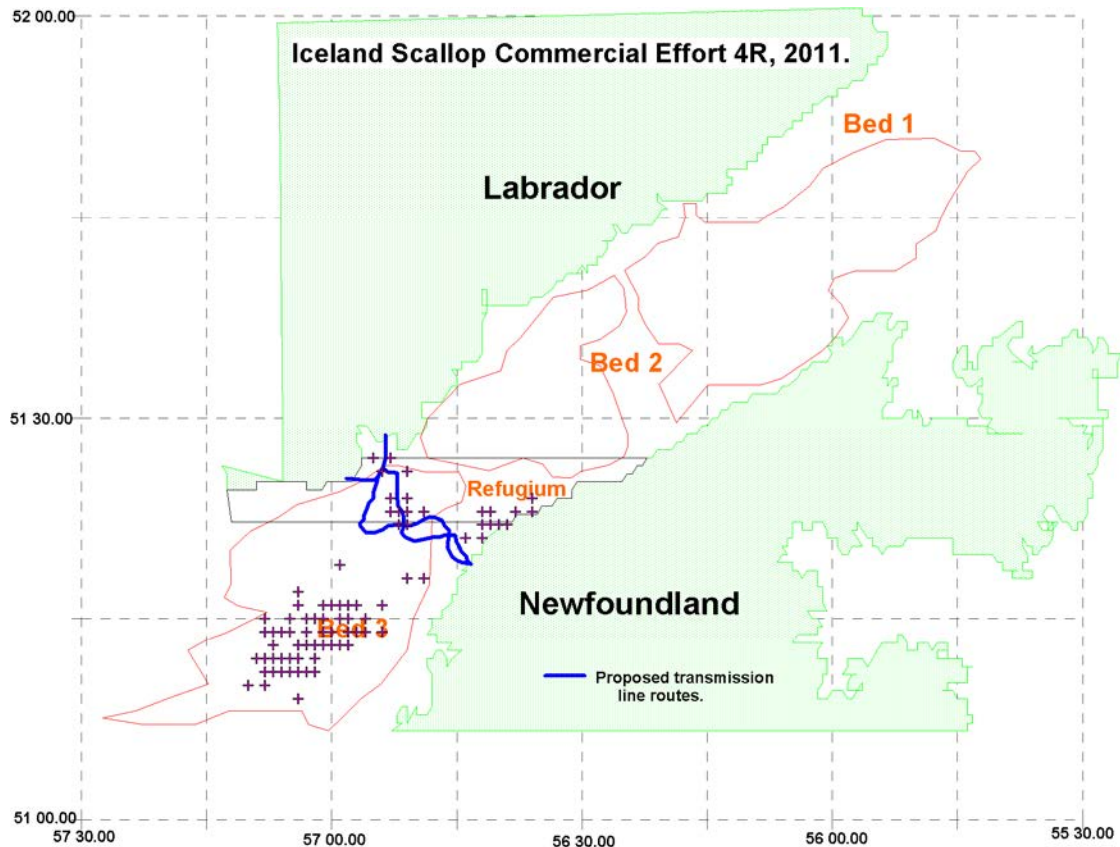 52 00.00
Iceland Scallop Commercial Effort 4R, 2011.
Bed 1
Labrador
Bed 2
51 30.00
Refugium
Newfoundland
Bed 3
Proposed transmission
line routes.
51 00.00
57 30.00
57 00.00
56 30.00
56 00.00
55 30.00